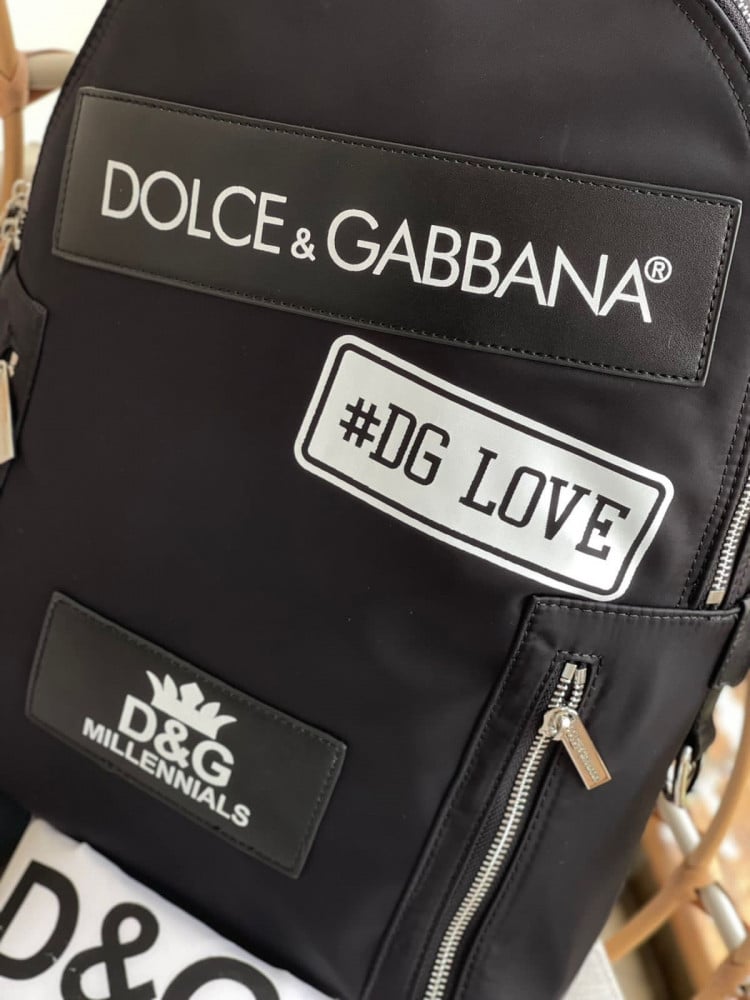 DOLCE & GABBANA®
#DG LOVE
D&G
MILLENNIALS
D&G